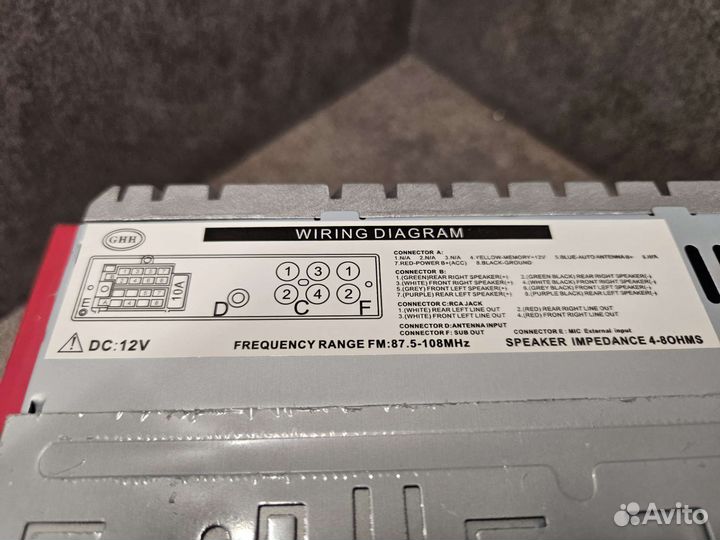 WIRING DIAGRAM
GHH
CONNECTOR A:
1.N/A 2.N/A 3.N/A 4.YELLOW-MEMORY+12V 5.BLUE-AUTO ANTENNA B+ 6.N/A
7.RED-POWER B+(ACC) 8.BLACK-GROUND
CONNECTOR B:
1.(GREEN)REAR RIGHT SPEAKER(+) 2.(GREEN BLACK) REAR RIGHT SPEAKER(-)
3.(WHITE) FRONT RIGHT SPEAKER(+) 4.(WHITE BLACK) FRONT RIGHT SPEAKER(-)
5.(GREY) FRONT LEFT SPEAKER(+) 6.(GREY BLACK) FRONT LEFT SPEAKER(-)
7.(PURPLE) REAR LEFT SPEAKER(+) 8.(PURPLE BLACK) REAR LEFT SPEAKER(-)
CONNECTOR C:RCA JACK
1.(WHITE) REAR LEFT LINE OUT 2.(RED) REAR RIGHT LINE OUT
3.(WHITE) FRONT LEFT LINE OUT 4.(RED) FRONT RIGHT LINE OUT
CONNECTOR D:ANTENNA INPUT CONNECTOR E: MIC External input
CONNECTOR F: SUB OUT
10A
1 3 1
2 4 2
E D C F
DC:12V
FREQUENCY RANGE FM:87.5-108MHz
SPEAKER IMPEDANCE 4-8OHMS
Avito